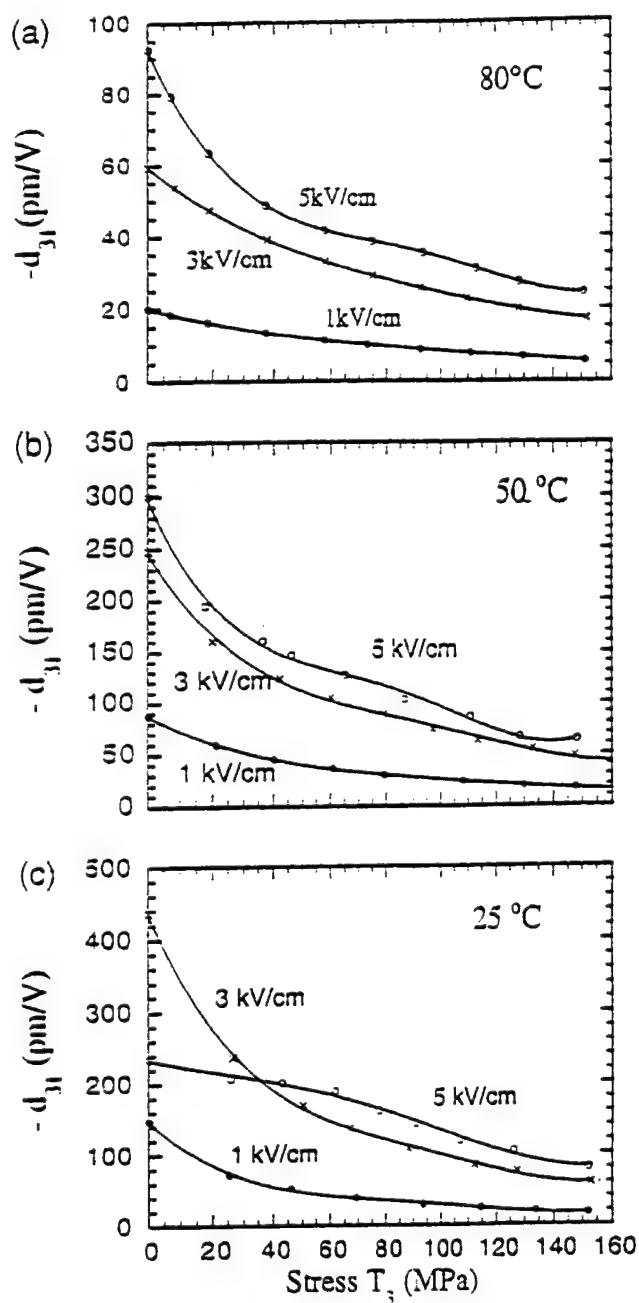 (a)
100
80
60
40
20
0
-d31 (pm/V)
80°C
5kV/cm
3kV/cm
1kV/cm
(b)
350
300
250
200
150
100
50
0
-d31 (pm/V)
50 °C
5 kV/cm
3 kV/cm
1 kV/cm
(c)
500
400
300
200
100
0
-d31 (pm/V)
25 °C
3 kV/cm
5 kV/cm
1 kV/cm
0 20 40 60 80 100 120 140 160
Stress T3 (MPa)